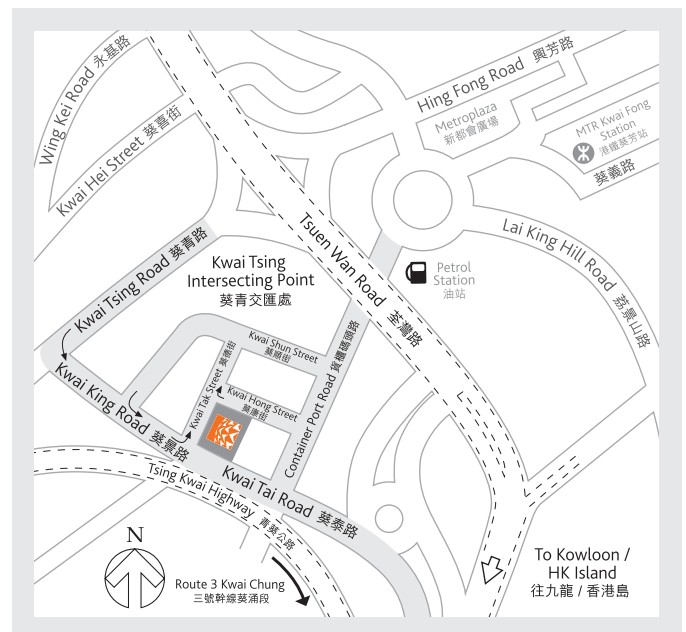 Wing Kei Road 永基路
Kwai Hei Street 葵喜街
Hing Fong Road 興芳路
Metroplaza
新都會廣場
MTR Kwai Fong
Station
港鐵葵芳站
葵義路
Tsuen Wan Road 荃灣路
Lai King Hill Road 荔景山路
Kwai Tsing Road 葵青路
Kwai Tsing
Intersecting Point
葵青交匯處
Petrol
Station
油站
Kwai Shun Street
葵順街
Kwai Tak Street 葵德街
Kwai Hong Street
葵康街
Container Port Road 貨櫃碼頭路
Kwai King Road 葵景路
Kwai Tai Road 葵泰路
Tsing Kwai Highway 青葵公路
N
Route 3 Kwai Chung
三號幹線葵涌段
To Kowloon /
HK Island
往九龍 / 香港島